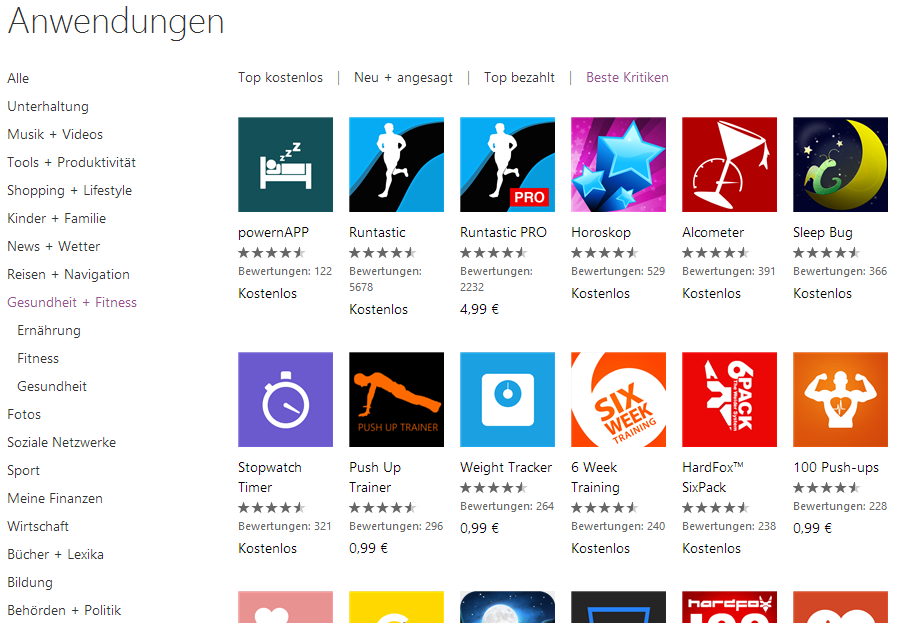 Anwendungen
Alle
Unterhaltung
Musik + Videos
Tools + Produktivität
Shopping + Lifestyle
Kinder + Familie
News + Wetter
Reisen + Navigation
Gesundheit + Fitness
Ernährung
Fitness
Gesundheit
Fotos
Soziale Netzwerke
Sport
Meine Finanzen
Wirtschaft
Bücher + Lexika
Bildung
Behörden + Politik
Top kostenlos | Neu + angesagt | Top bezahlt | Beste Kritiken
z z Z
powernAPP
Bewertungen: 122
Kostenlos
Runtastic
Bewertungen:
5678
Kostenlos
PRO
Runtastic PRO
Bewertungen:
2232
4,99 €
Horoskop
Bewertungen: 529
Kostenlos
Alcometer
Bewertungen: 391
Kostenlos
Sleep Bug
Bewertungen: 366
Kostenlos
Stopwatch
Timer
Bewertungen: 321
Kostenlos
PUSH UP TRAINER
Push Up
Trainer
Bewertungen: 296
0,99 €
Weight Tracker
Bewertungen: 264
0,99 €
SIX
WEEK
TRAINING
6 Week
Training
Bewertungen: 240
Kostenlos
6PACK
HardFox™
SixPack
Bewertungen: 238
Kostenlos
100 Push-ups
Bewertungen: 228
0,99 €
hardfox
100